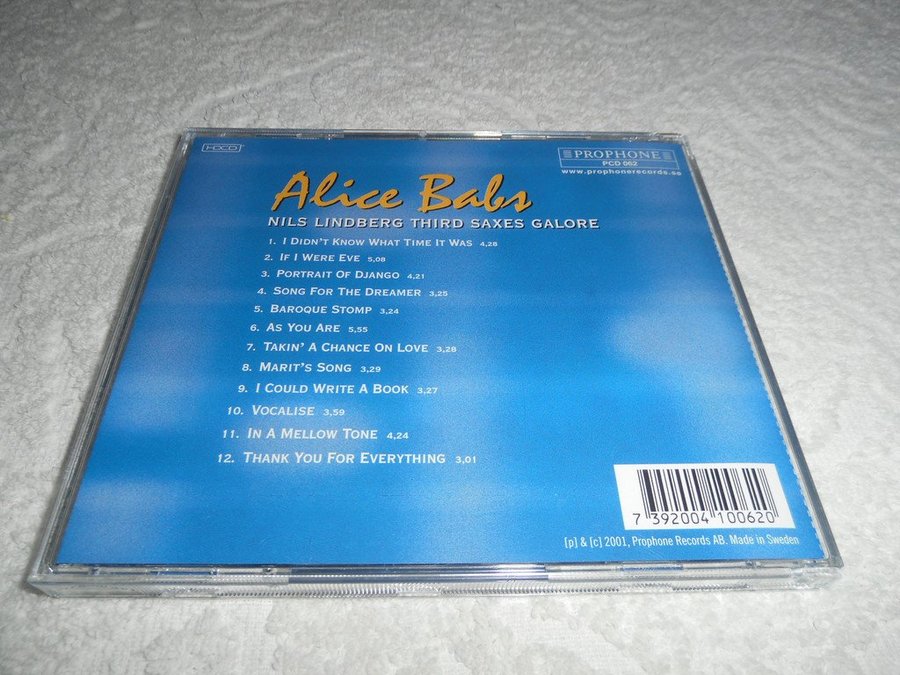 HDCD
PROPHONE
PCD 062
www.prophonerecords.se
Alice Babs
NILS LINDBERG THIRD SAXES GALORE
1. I DIDN'T KNOW WHAT TIME IT WAS 4,26
2. IF I WERE EVE 5,08
3. PORTRAIT OF DJANGO 4,21
4. SONG FOR THE DREAMER 3,25
5. BAROQUE STOMP 3,24
6. AS YOU ARE 5,55
7. TAKIN' A CHANCE ON LOVE 3,28
8. MARIT'S SONG 3,29
9. I COULD WRITE A BOOK 3,27
10. VOCALISE 3,59
11. IN A MELLOW TONE 4,24
12. THANK YOU FOR EVERYTHING 3,01
7 392004 100620
[p] & [c] 2001, Prophone Records AB. Made in Sweden